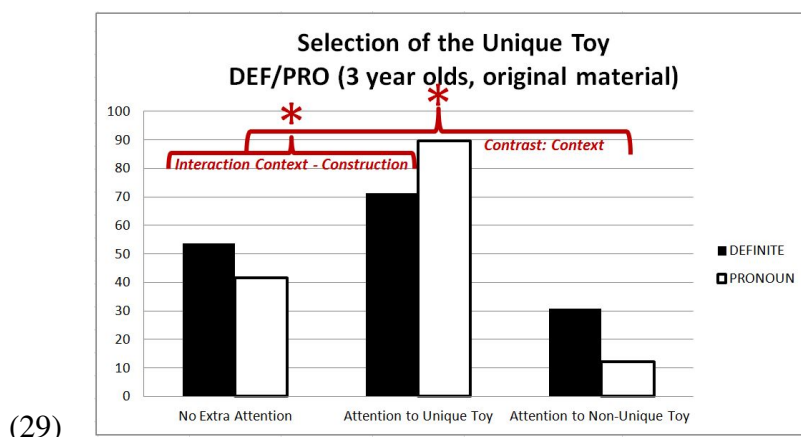 Selection of the Unique Toy
DEF/PRO (3 year olds, original material)
*
*
100
90
80
70
60
50
40
30
20
10
0
Interaction Context - Construction
Contrast: Context
DEFINITE
PRONOUN
No Extra Attention
Attention to Unique Toy
Attention to Non-Unique Toy
(29)